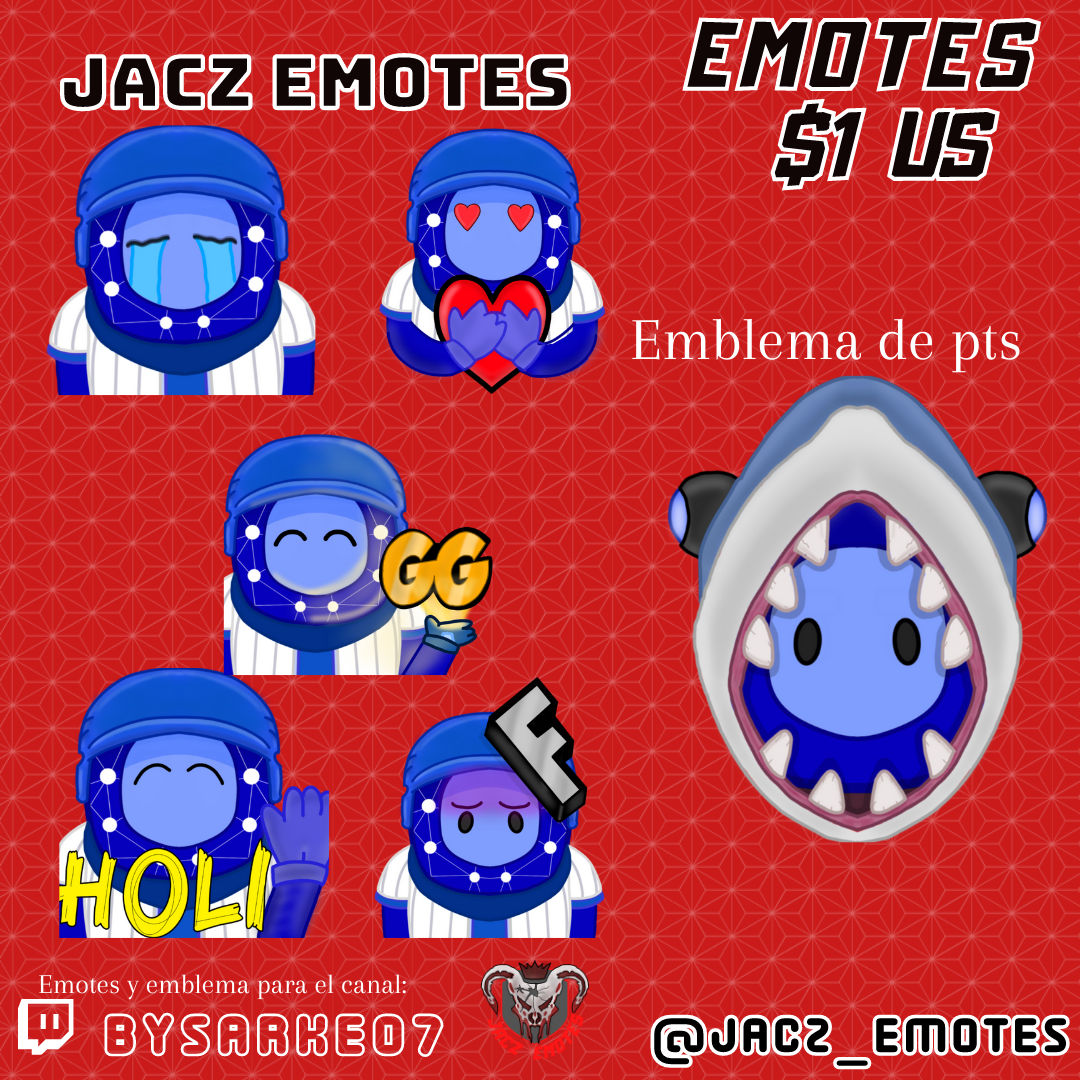 JACZ EMOTES
EMOTES
$1 US
Emblema de pts
GG
HOLI
F
Emotes y emblema para el canal:
BYSARKE07
@JACZ_EMOTES